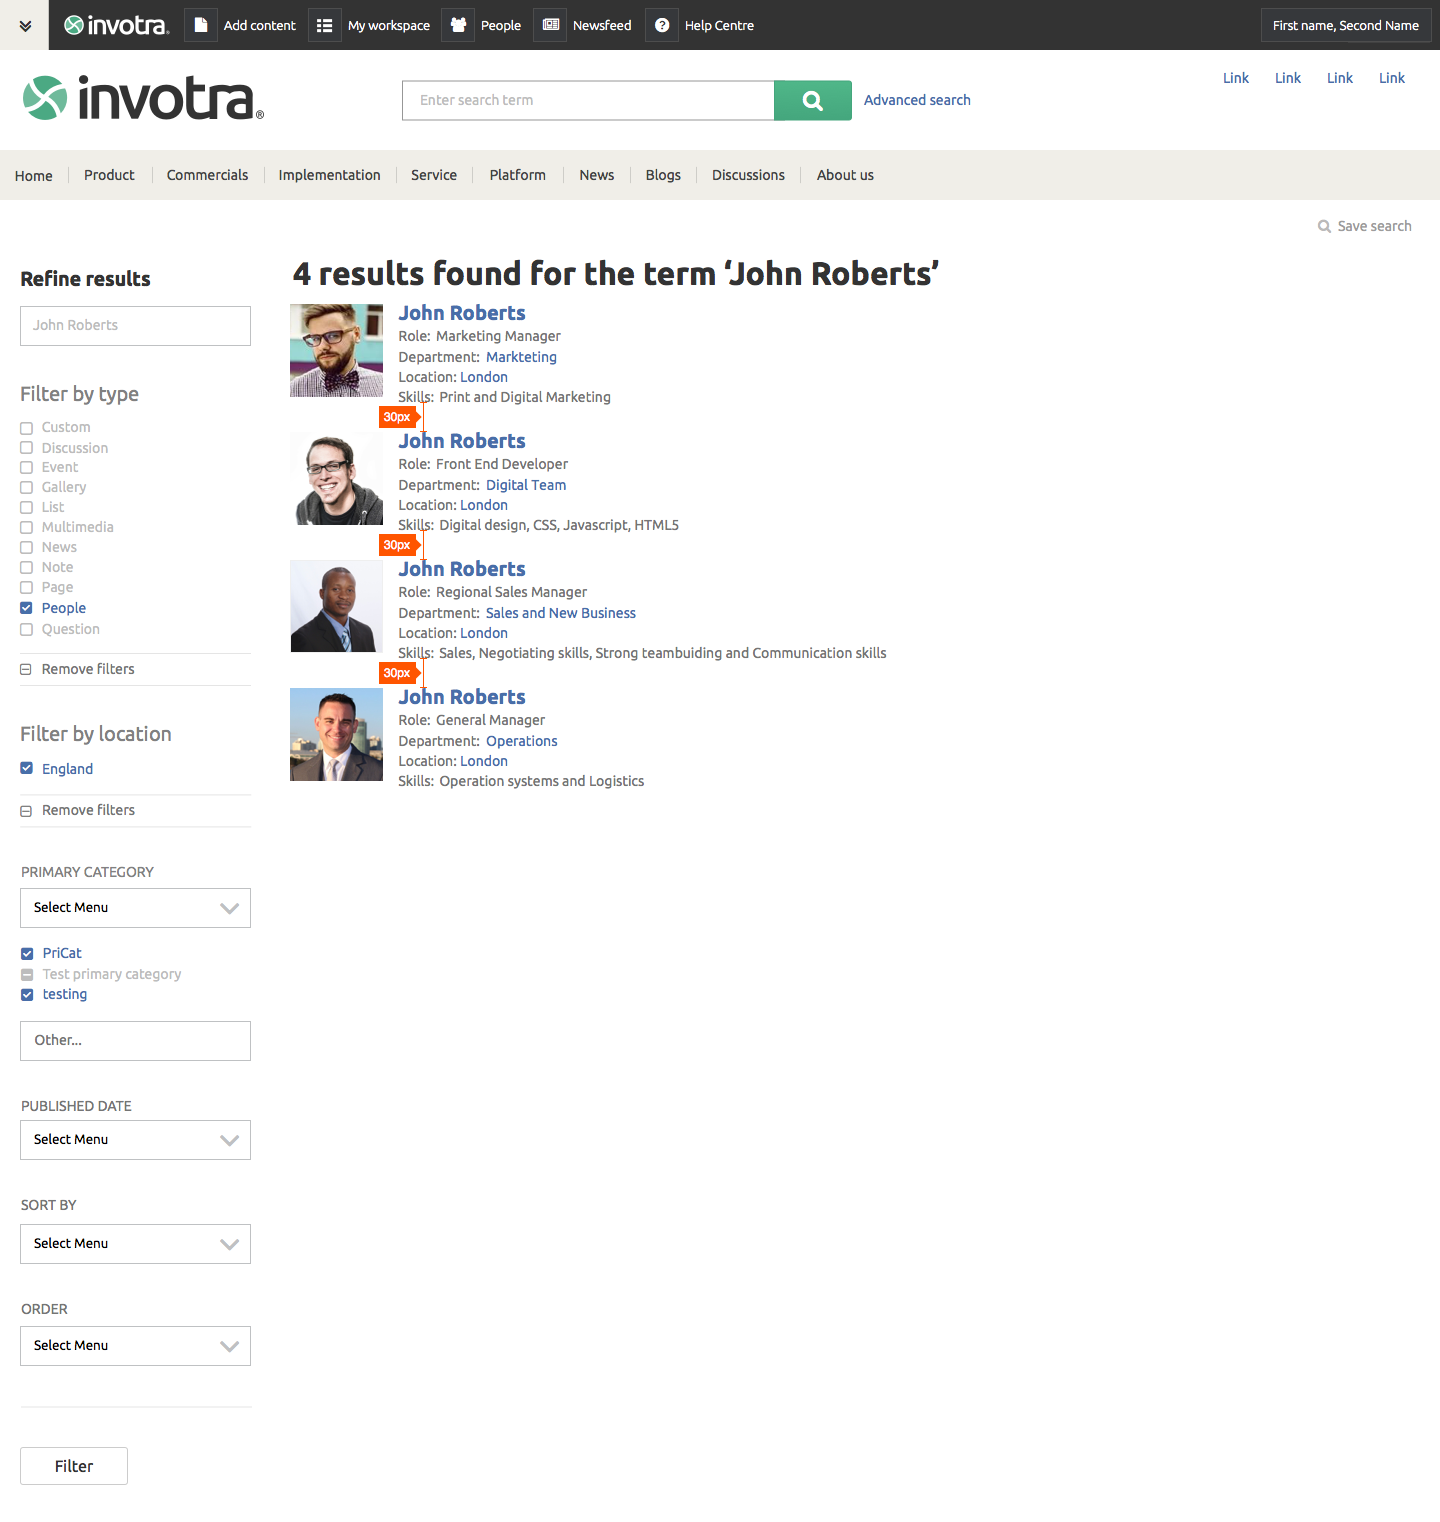 invotra® Add content My workspace People Newsfeed Help Centre First name, Second Name
invotra®
Enter search term
Advanced search
Link Link Link Link
Home Product Commercials Implementation Service Platform News Blogs Discussions About us
Save search
Refine results
John Roberts
Filter by type
Custom
Discussion
Event
Gallery
List
Multimedia
News
Note
Page
People
Question
Remove filters
Filter by location
England
Remove filters
PRIMARY CATEGORY
Select Menu
PriCat
Test primary category
testing
Other...
PUBLISHED DATE
Select Menu
SORT BY
Select Menu
ORDER
Select Menu
Filter
4 results found for the term ‘John Roberts’
John Roberts
Role: Marketing Manager
Department: Markteting
Location: London
Skills: Print and Digital Marketing
30px
John Roberts
Role: Front End Developer
Department: Digital Team
Location: London
Skills: Digital design, CSS, Javascript, HTML5
30px
John Roberts
Role: Regional Sales Manager
Department: Sales and New Business
Location: London
Skills: Sales, Negotiating skills, Strong teambuiding and Communication skills
30px
John Roberts
Role: General Manager
Department: Operations
Location: London
Skills: Operation systems and Logistics